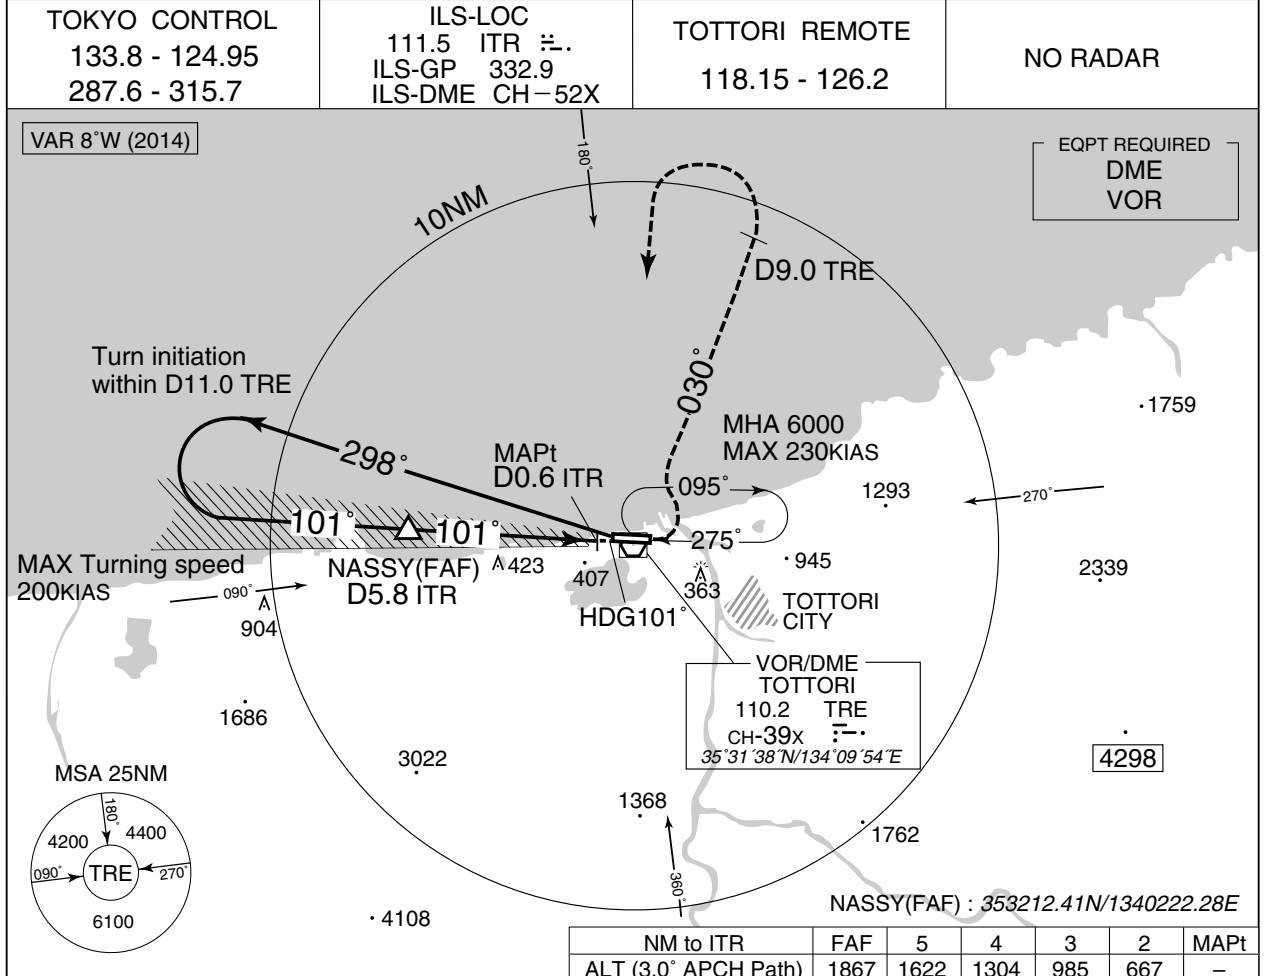 TOKYO CONTROL
133.8 - 124.95
287.6 - 315.7
ILS-LOC
111.5 ITR
ILS-GP 332.9
ILS-DME CH-52X
TOTTORI REMOTE
118.15 - 126.2
NO RADAR
VAR 8°W (2014)
EQPT REQUIRED
DME
VOR
180°
10NM
D9.0 TRE
Turn initiation
within D11.0 TRE
030°
1759
298°
MHA 6000
MAX 230KIAS
MAPt
D0.6 ITR
095°
1293
270°
101°
101°
275°
MAX Turning speed
200KIAS
NASSY(FAF)
D5.8 ITR
423
407
945
363
2339
090°
904
HDG101°
TOTTORI
CITY
VOR/DME
TOTTORI
110.2 TRE
CH-39X
35°31´38˝N/134°09´54˝E
1686
3022
4298
MSA 25NM
180°
4200
4400
090°
TRE
270°
6100
1368
1762
360°
4108
NASSY(FAF) : 353212.41N/1340222.28E
NM to ITR FAF 5 4 3 2 MAPt
ALT (3.0° APCH Path) 1867 1622 1304 985 667 –